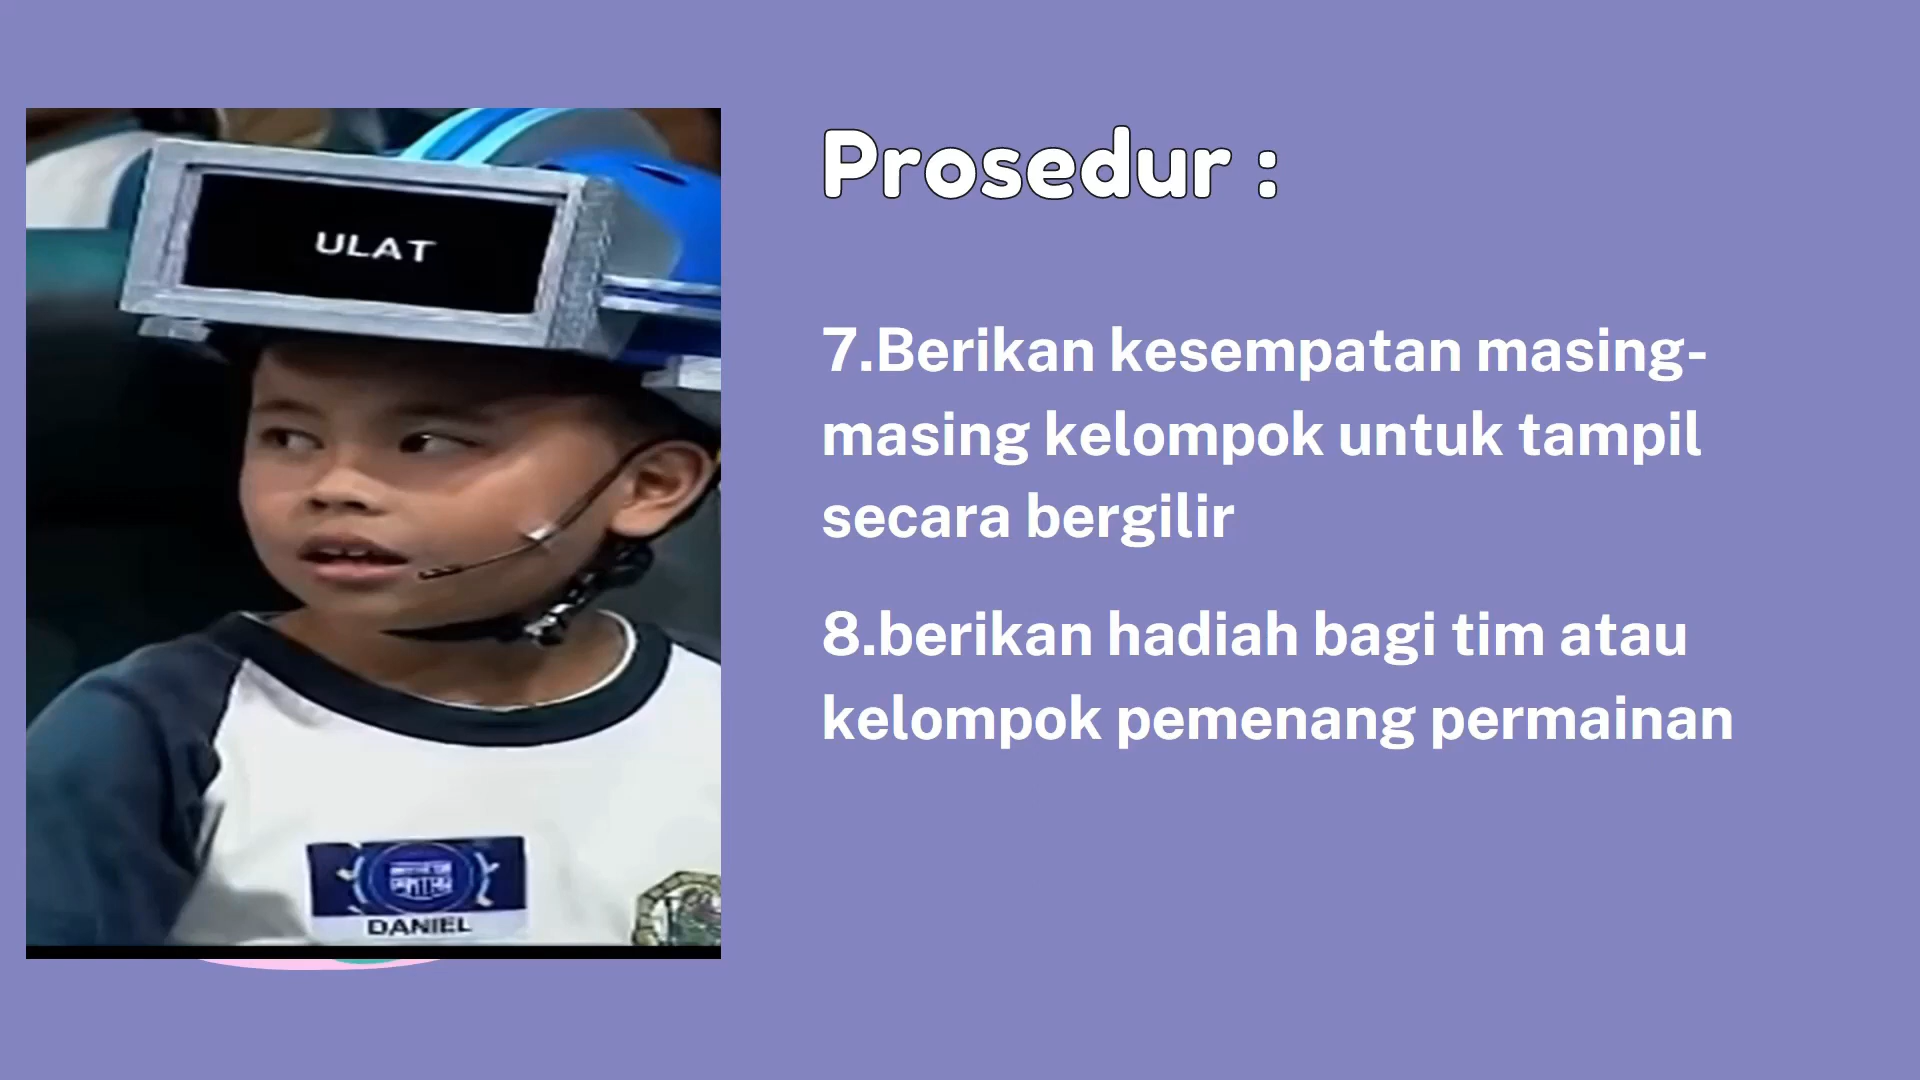 ULAT
DANIEL
Prosedur :
7.Berikan kesempatan masing-
masing kelompok untuk tampil
secara bergilir
8.berikan hadiah bagi tim atau
kelompok pemenang permainan